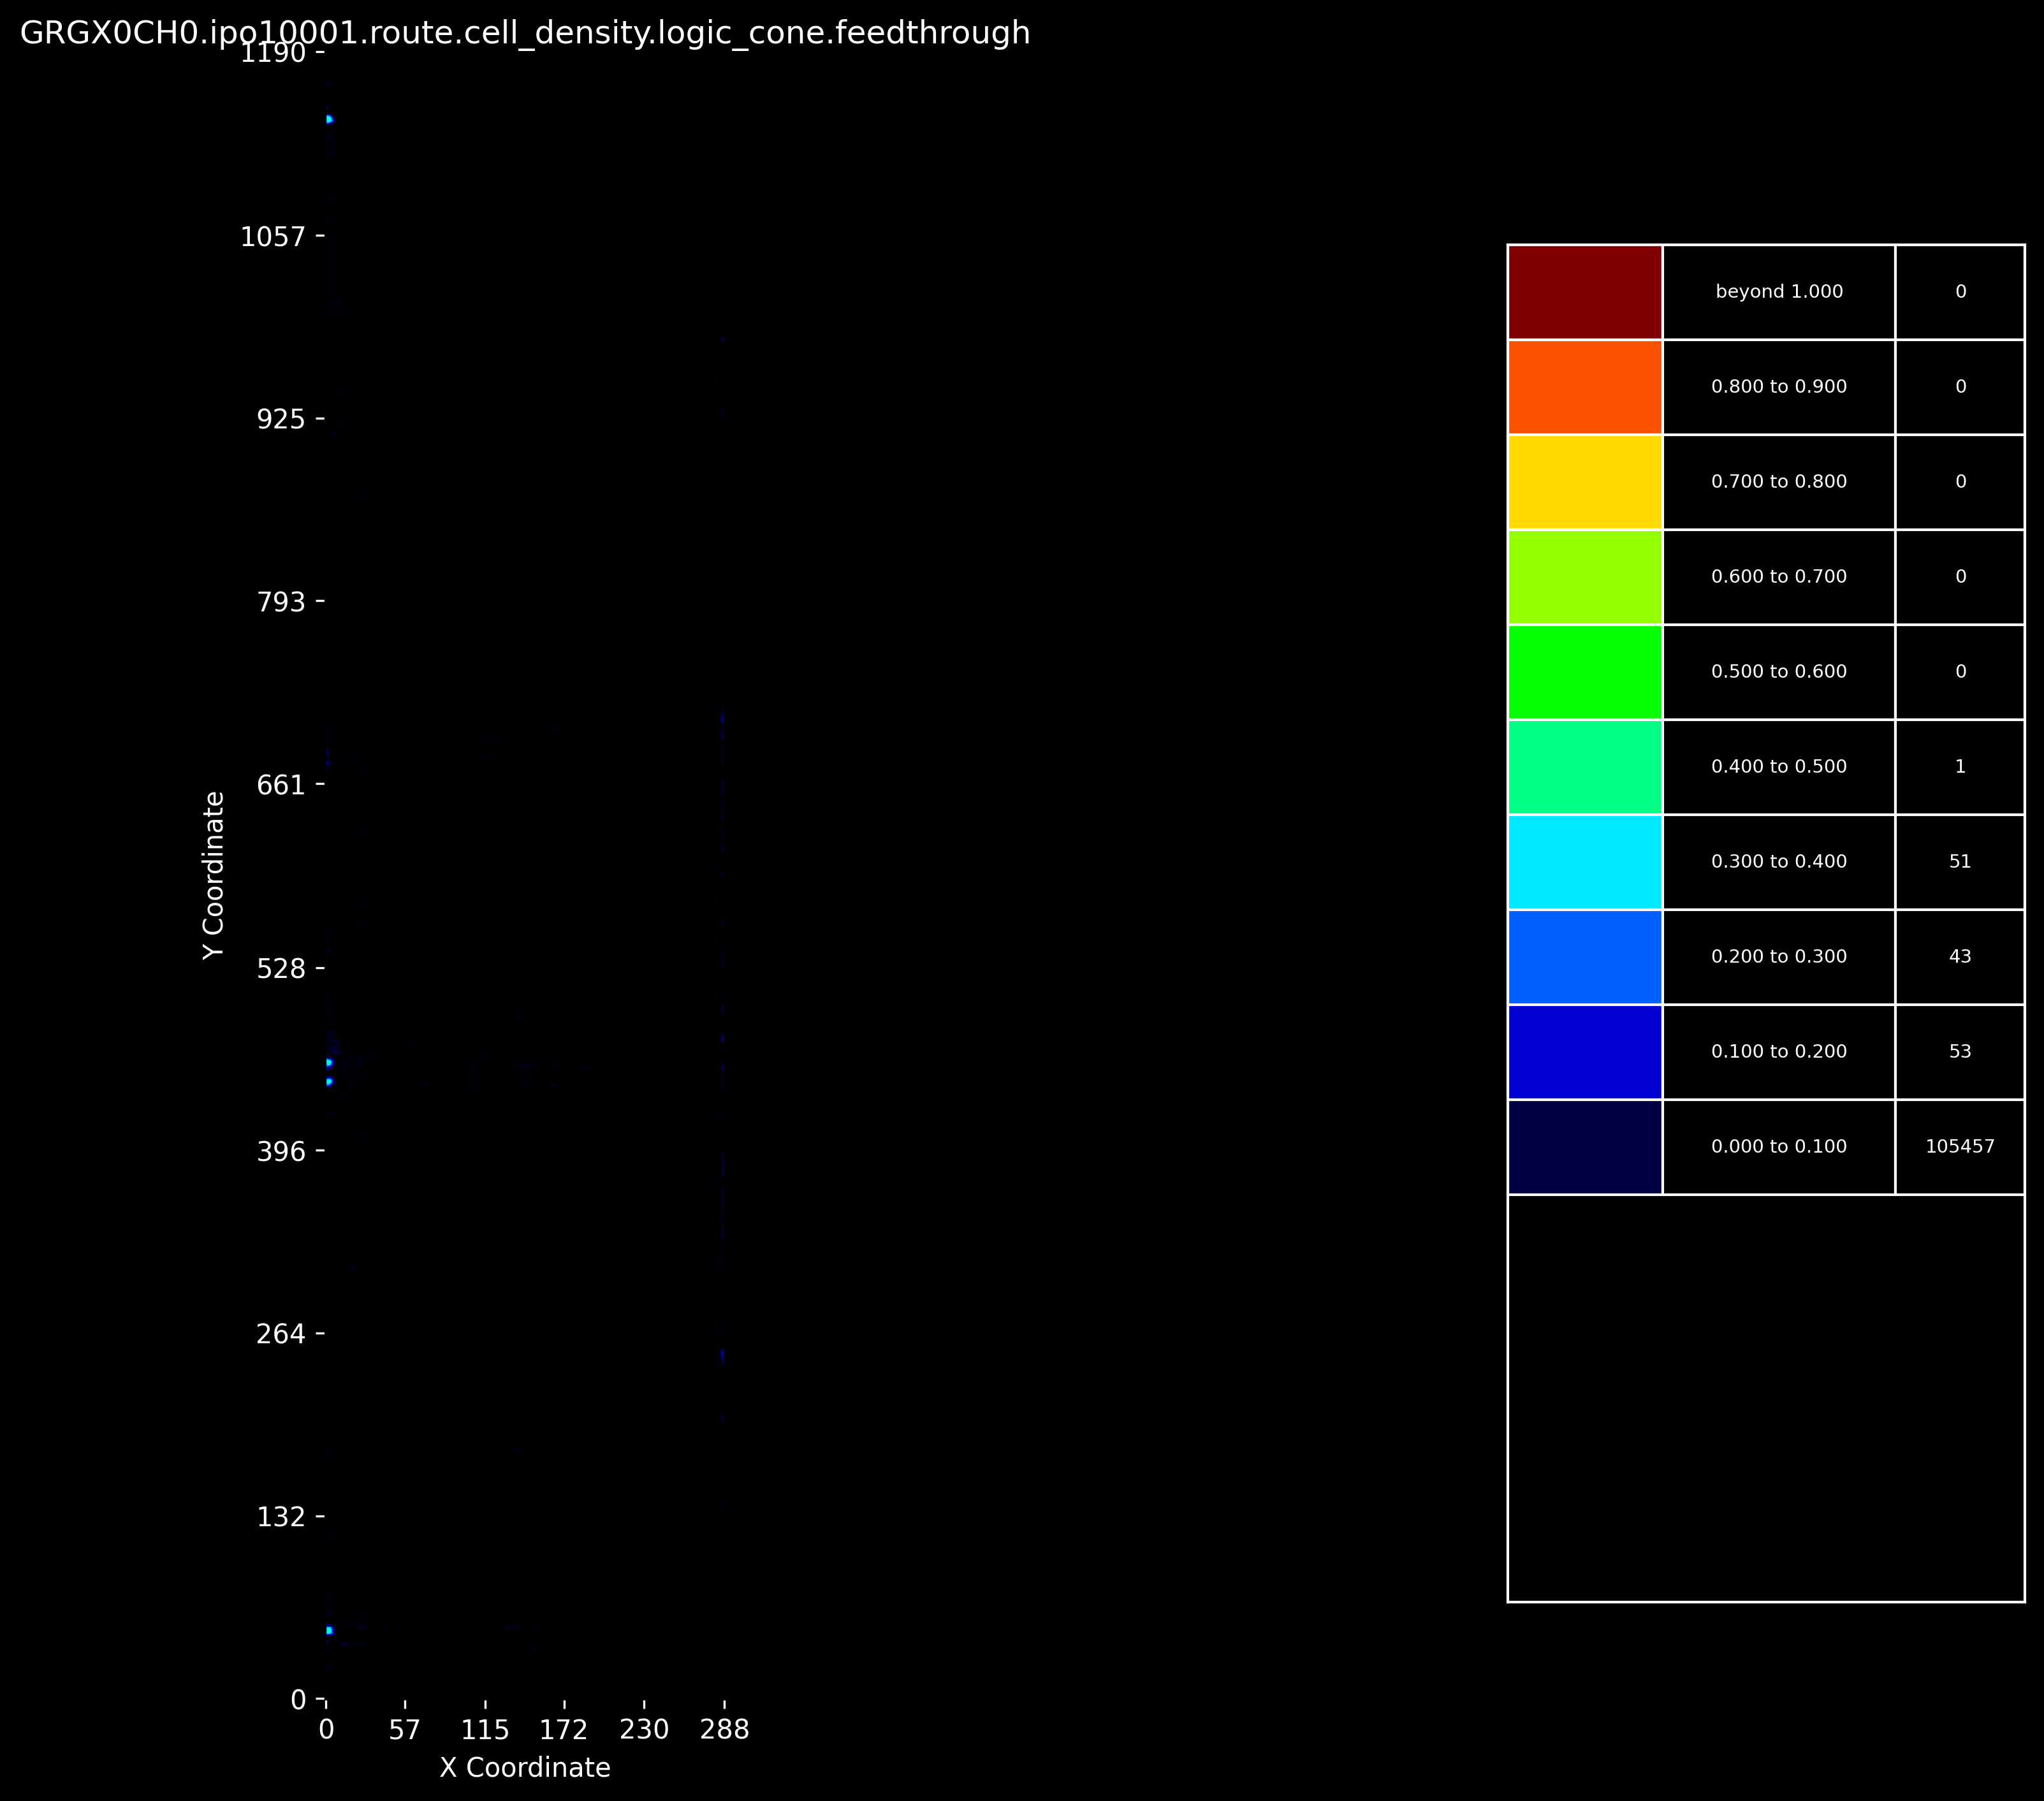 GRGX0CH0.ipo10001.route.cell_density.logic_cone.feedthrough
1190
1057
925
793
661
528
396
264
132
0
Y Coordinate
0 57 115 172 230 288
X Coordinate
beyond 1.000 0
0.800 to 0.900 0
0.700 to 0.800 0
0.600 to 0.700 0
0.500 to 0.600 0
0.400 to 0.500 1
0.300 to 0.400 51
0.200 to 0.300 43
0.100 to 0.200 53
0.000 to 0.100 105457